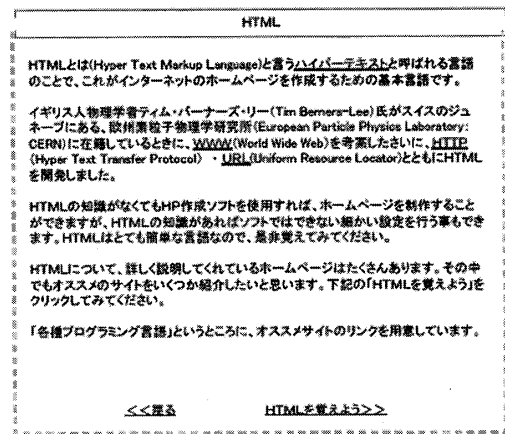 HTML
HTMLとは(Hyper Text Markup Language)と言うハイパーテキストと呼ばれる言語
のことで、これがインターネットのホームページを作成するための基本言語です。
イギリス人物理学者ティム・バーナーズ・リー(Tim Berners-Lee)氏がスイスのジュ
ネーブにある、欧州素粒子物理学研究所(European Particle Physics Laboratory:
CERN)に在籍しているときに、WWW(World Wide Web)を考案したさいに、HTTP
(Hyper Text Transfer Protocol) ・URL(Uniform Resource Locator)とともにHTML
を開発しました。
HTMLの知識がなくてもHP作成ソフトを使用すれば、ホームページを制作すること
ができますが、HTMLの知識があればソフトではできない細かい設定を行う事もでき
ます。HTMLはとても簡単な言語なので、是非覚えてみてください。
HTMLについて、詳しく説明してくれているホームページはたくさんあります。その中
でもオススメのサイトをいくつか紹介したいと思います。下記の「HTMLを覚えよう」を
クリックしてみてください。
「各種プログラミング言語」というところに、オススメサイトのリンクを用意しています。
<<戻る
HTMLを覚えよう>>